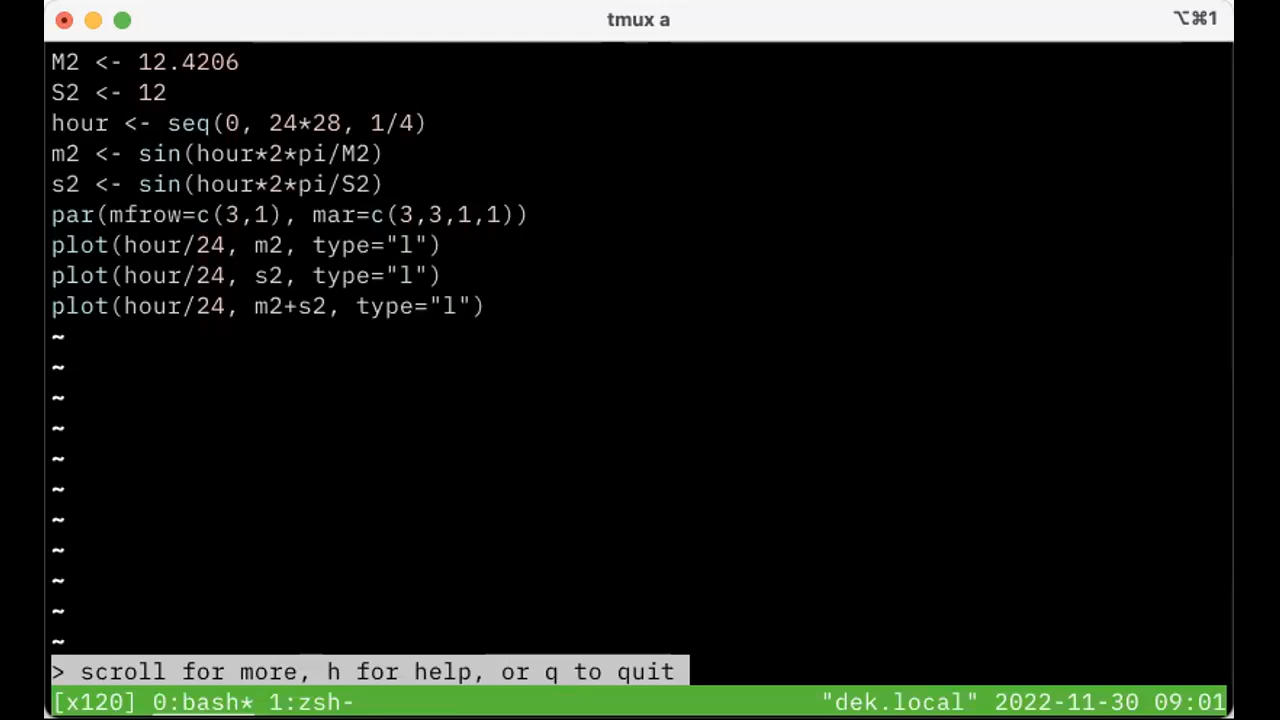 tmux a
⌥⌘1
M2 <- 12.4206
S2 <- 12
hour <- seq(0, 24*28, 1/4)
m2 <- sin(hour*2*pi/M2)
s2 <- sin(hour*2*pi/S2)
par(mfrow=c(3,1), mar=c(3,3,1,1))
plot(hour/24, m2, type="l")
plot(hour/24, s2, type="l")
plot(hour/24, m2+s2, type="l")
~
~
~
~
~
~
~
~
~
~
~
> scroll for more, h for help, or q to quit
[x120] 0:bash* 1:zsh- "dek.local" 2022-11-30 09:01